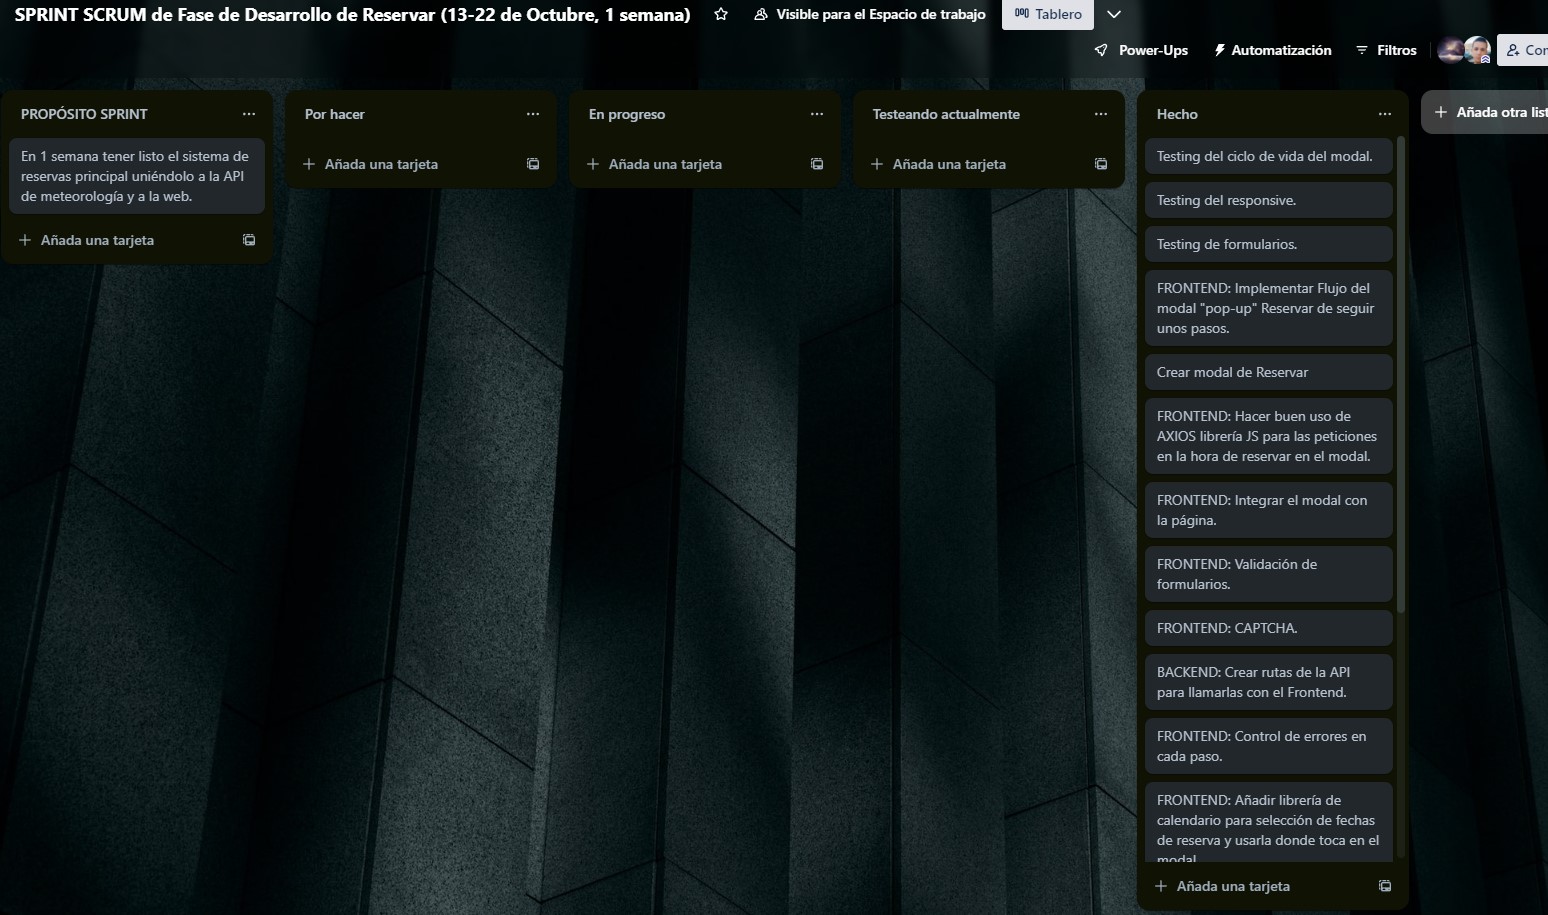 SPRINT SCRUM de Fase de Desarrollo de Reservar (13-22 de Octubre, 1 semana)
Visible para el Espacio de trabajo
Tablero
Power-Ups
Automatización
Filtros
PROPÓSITO SPRINT
En 1 semana tener listo el sistema de
reservas principal uniéndolo a la API
de meteorología y a la web.
Añada una tarjeta
Por hacer
Añada una tarjeta
En progreso
Añada una tarjeta
Testeando actualmente
Añada una tarjeta
Hecho
Testing del ciclo de vida del modal.
Testing del responsive.
Testing de formularios.
FRONTEND: Implementar Flujo del
modal "pop-up" Reservar de seguir
unos pasos.
Crear modal de Reservar
FRONTEND: Hacer buen uso de
AXIOS librería JS para las peticiones
en la hora de reservar en el modal.
FRONTEND: Integrar el modal con
la página.
FRONTEND: Validación de
formularios.
FRONTEND: CAPTCHA.
BACKEND: Crear rutas de la API
para llamarlas con el Frontend.
FRONTEND: Control de errores en
cada paso.
FRONTEND: Añadir librería de
calendario para selección de fechas
de reserva y usarla donde toca en el
modal
Añada una tarjeta
Añada otra list